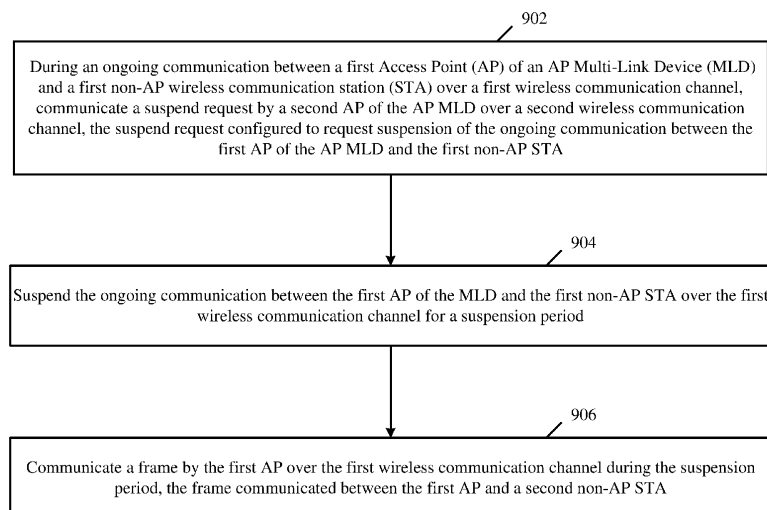 902
During an ongoing communication between a first Access Point (AP) of an AP Multi-Link Device (MLD)
and a first non-AP wireless communication station (STA) over a first wireless communication channel,
communicate a suspend request by a second AP of the AP MLD over a second wireless communication
channel, the suspend request configured to request suspension of the ongoing communication between the
first AP of the AP MLD and the first non-AP STA
904
Suspend the ongoing communication between the first AP of the MLD and the first non-AP STA over the first
wireless communication channel for a suspension period
906
Communicate a frame by the first AP over the first wireless communication channel during the suspension
period, the frame communicated between the first AP and a second non-AP STA